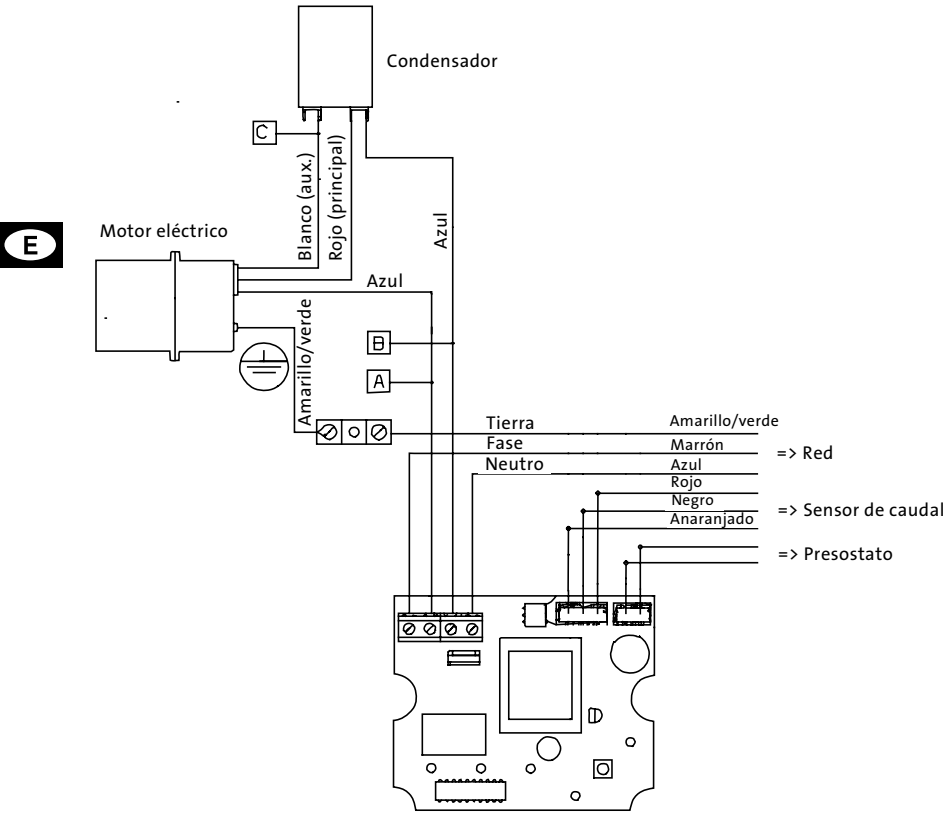 Condensador
C
Blanco (aux.)
Rojo (principal)
Azul
E
Motor eléctrico
Azul
Amarillo/verde
B
A
Tierra
Amarillo/verde
Fase
Marrón
=> Red
Neutro
Azul
Rojo
Negro
=> Sensor de caudal
Anaranjado
=> Presostato